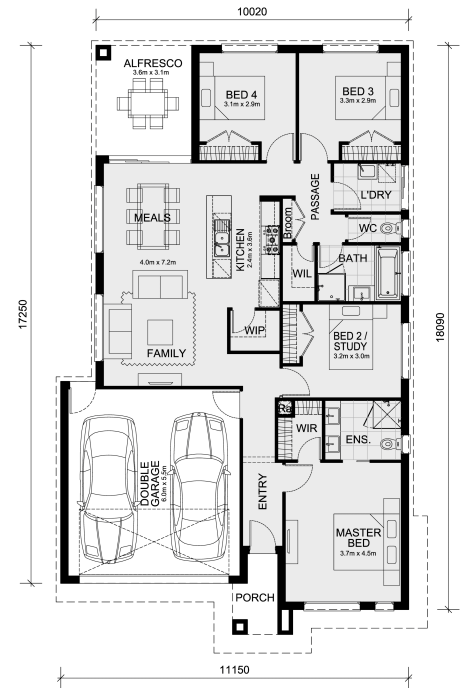 10020
ALFRESCO
3.6m x 3.1m
BED 4
3.1m x 2.9m
BED 3
3.3m x 2.9m
L'DRY
PASSAGE
MEALS
Broom
WC
KITCHEN
2.4m x 3.6m
4.0m x 7.2m
WIL
BATH
17250
18090
WIP
BED 2 /
STUDY
3.2m x 3.0m
FAMILY
Ra
WIR
ENS.
DOUBLE
GARAGE
6.0m x 5.5m
ENTRY
MASTER
BED
3.7m x 4.5m
PORCH
11150